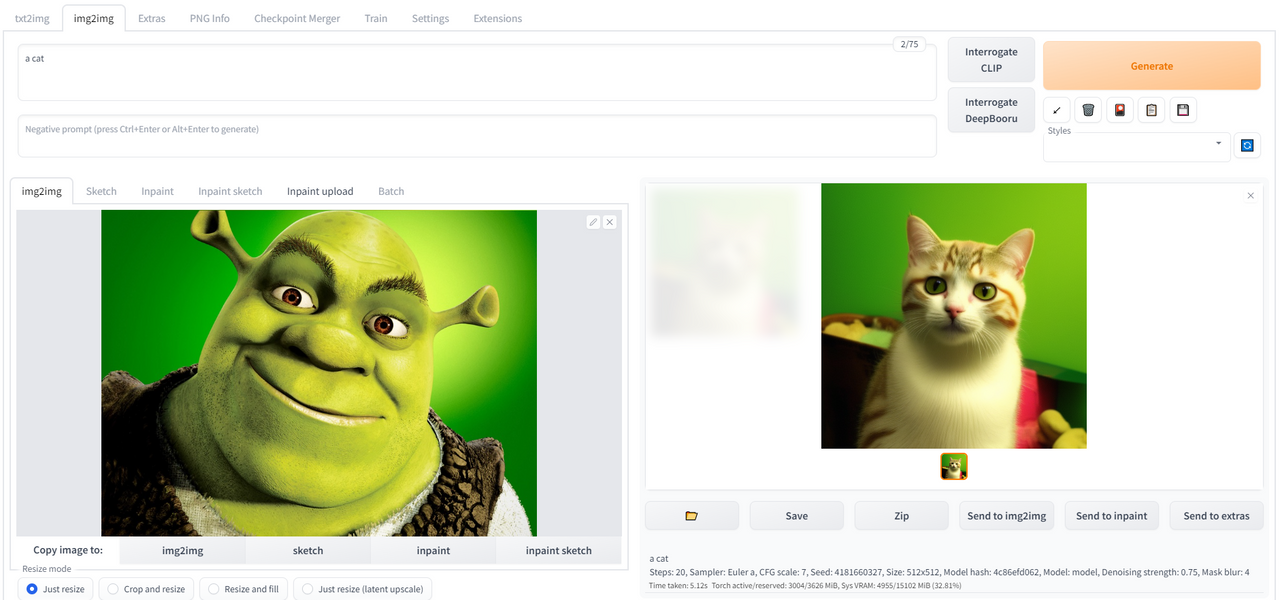 txt2img img2img Extras PNG Info Checkpoint Merger Train Settings Extensions
2/75
a cat
Negative prompt (press Ctrl+Enter or Alt+Enter to generate)
Interrogate
CLIP
Interrogate
DeepBooru
Generate
Styles
img2img Sketch Inpaint Inpaint sketch Inpaint upload Batch
Copy image to: img2img sketch inpaint inpaint sketch
Resize mode
Just resize Crop and resize Resize and fill Just resize (latent upscale)
Save Zip Send to img2img Send to inpaint Send to extras
a cat
Steps: 20, Sampler: Euler a, CFG scale: 7, Seed: 4181660327, Size: 512x512, Model hash: 4c86efd062, Model: model, Denoising strength: 0.75, Mask blur: 4
Time taken: 5.12s Torch active/reserved: 3004/3626 MiB, Sys VRAM: 4955/15102 MiB (32.81%)